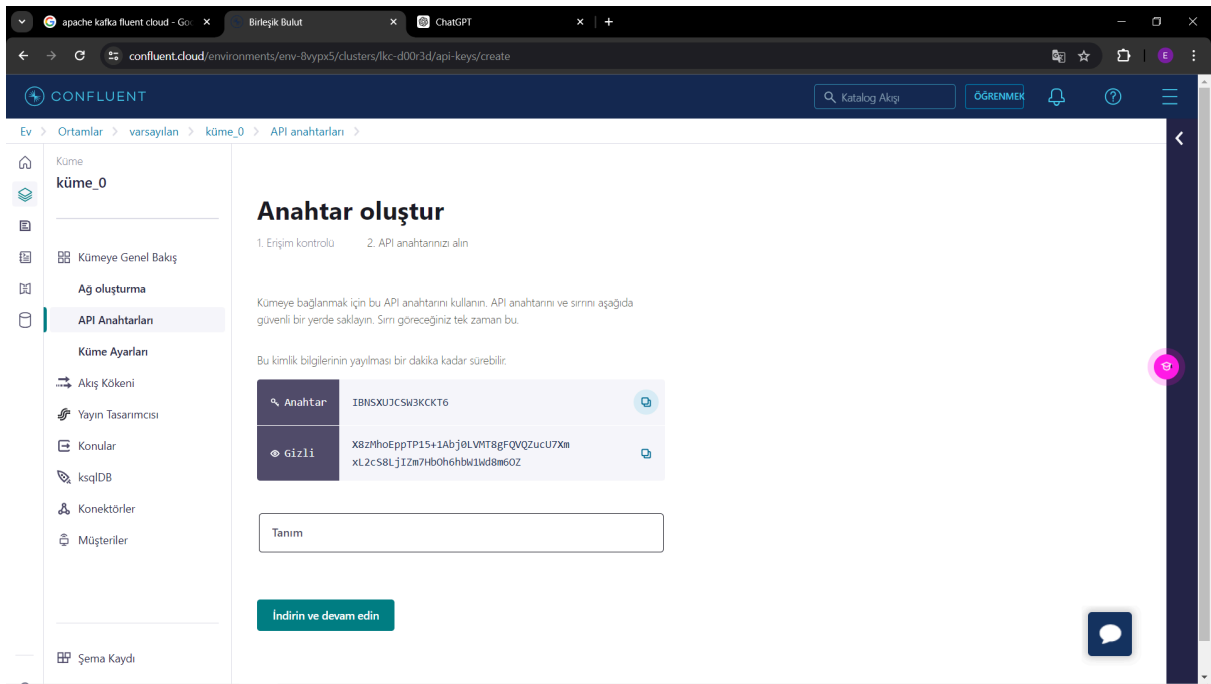 apache kafka fluent cloud - Goo
Birleşik Bulut
ChatGPT
confluent.cloud/environments/env-8vypx5/clusters/lkc-d00r3d/api-keys/create
E
CONFLUENT
Katalog Akışı
ÖĞRENMEK
Ev > Ortamlar > varsayılan > küme_0 > API anahtarları >
Küme
küme_0
Kümeye Genel Bakış
Ağ oluşturma
API Anahtarları
Küme Ayarları
Akış Kökeni
Yayın Tasarımcısı
Konular
ksqlDB
Konektörler
Müşteriler
Şema Kaydı
Anahtar oluştur
1. Erişim kontrolü 2. API anahtarınızı alın
Kümeye bağlanmak için bu API anahtarını kullanın. API anahtarını ve sırrını aşağıda
güvenli bir yerde saklayın. Sırrı göreceğiniz tek zaman bu.
Bu kimlik bilgilerinin yayılması bir dakika kadar sürebilir.
Anahtar IBNSXUJCSW3KCKT6
Gizli X8zMhoEppTP15+1Abj0LVMT8gFQVQZucU7Xm
xL2cS8LjIZm7HbOh6hbW1Wd8m6OZ
Tanım
İndirin ve devam edin